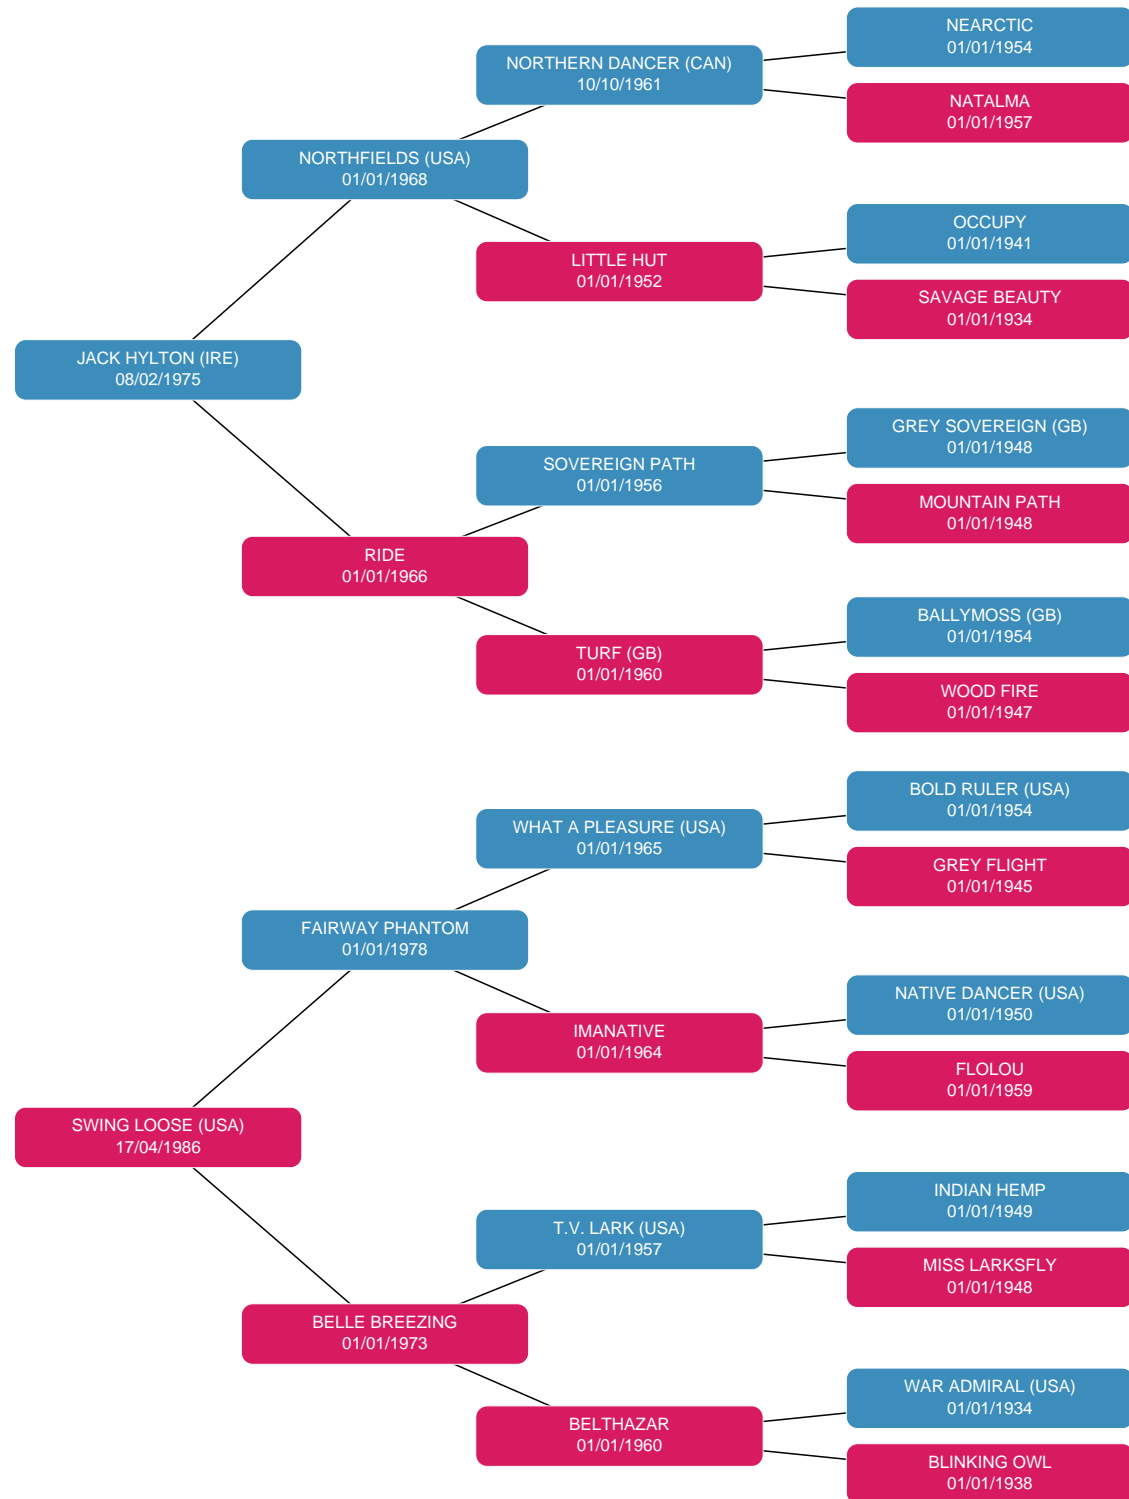 NEARCTIC
01/01/1954
NORTHERN DANCER (CAN)
10/10/1961
NATALMA
01/01/1957
NORTHFIELDS (USA)
01/01/1968
OCCUPY
01/01/1941
LITTLE HUT
01/01/1952
SAVAGE BEAUTY
01/01/1934
JACK HYLTON (IRE)
08/02/1975
GREY SOVEREIGN (GB)
01/01/1948
SOVEREIGN PATH
01/01/1956
MOUNTAIN PATH
01/01/1948
RIDE
01/01/1966
BALLYMOSS (GB)
01/01/1954
TURF (GB)
01/01/1960
WOOD FIRE
01/01/1947
BOLD RULER (USA)
01/01/1954
WHAT A PLEASURE (USA)
01/01/1965
GREY FLIGHT
01/01/1945
FAIRWAY PHANTOM
01/01/1978
NATIVE DANCER (USA)
01/01/1950
IMANATIVE
01/01/1964
FLOLOU
01/01/1959
SWING LOOSE (USA)
17/04/1986
INDIAN HEMP
01/01/1949
T.V. LARK (USA)
01/01/1957
MISS LARKSFLY
01/01/1948
BELLE BREEZING
01/01/1973
WAR ADMIRAL (USA)
01/01/1934
BELTHAZAR
01/01/1960
BLINKING OWL
01/01/1938